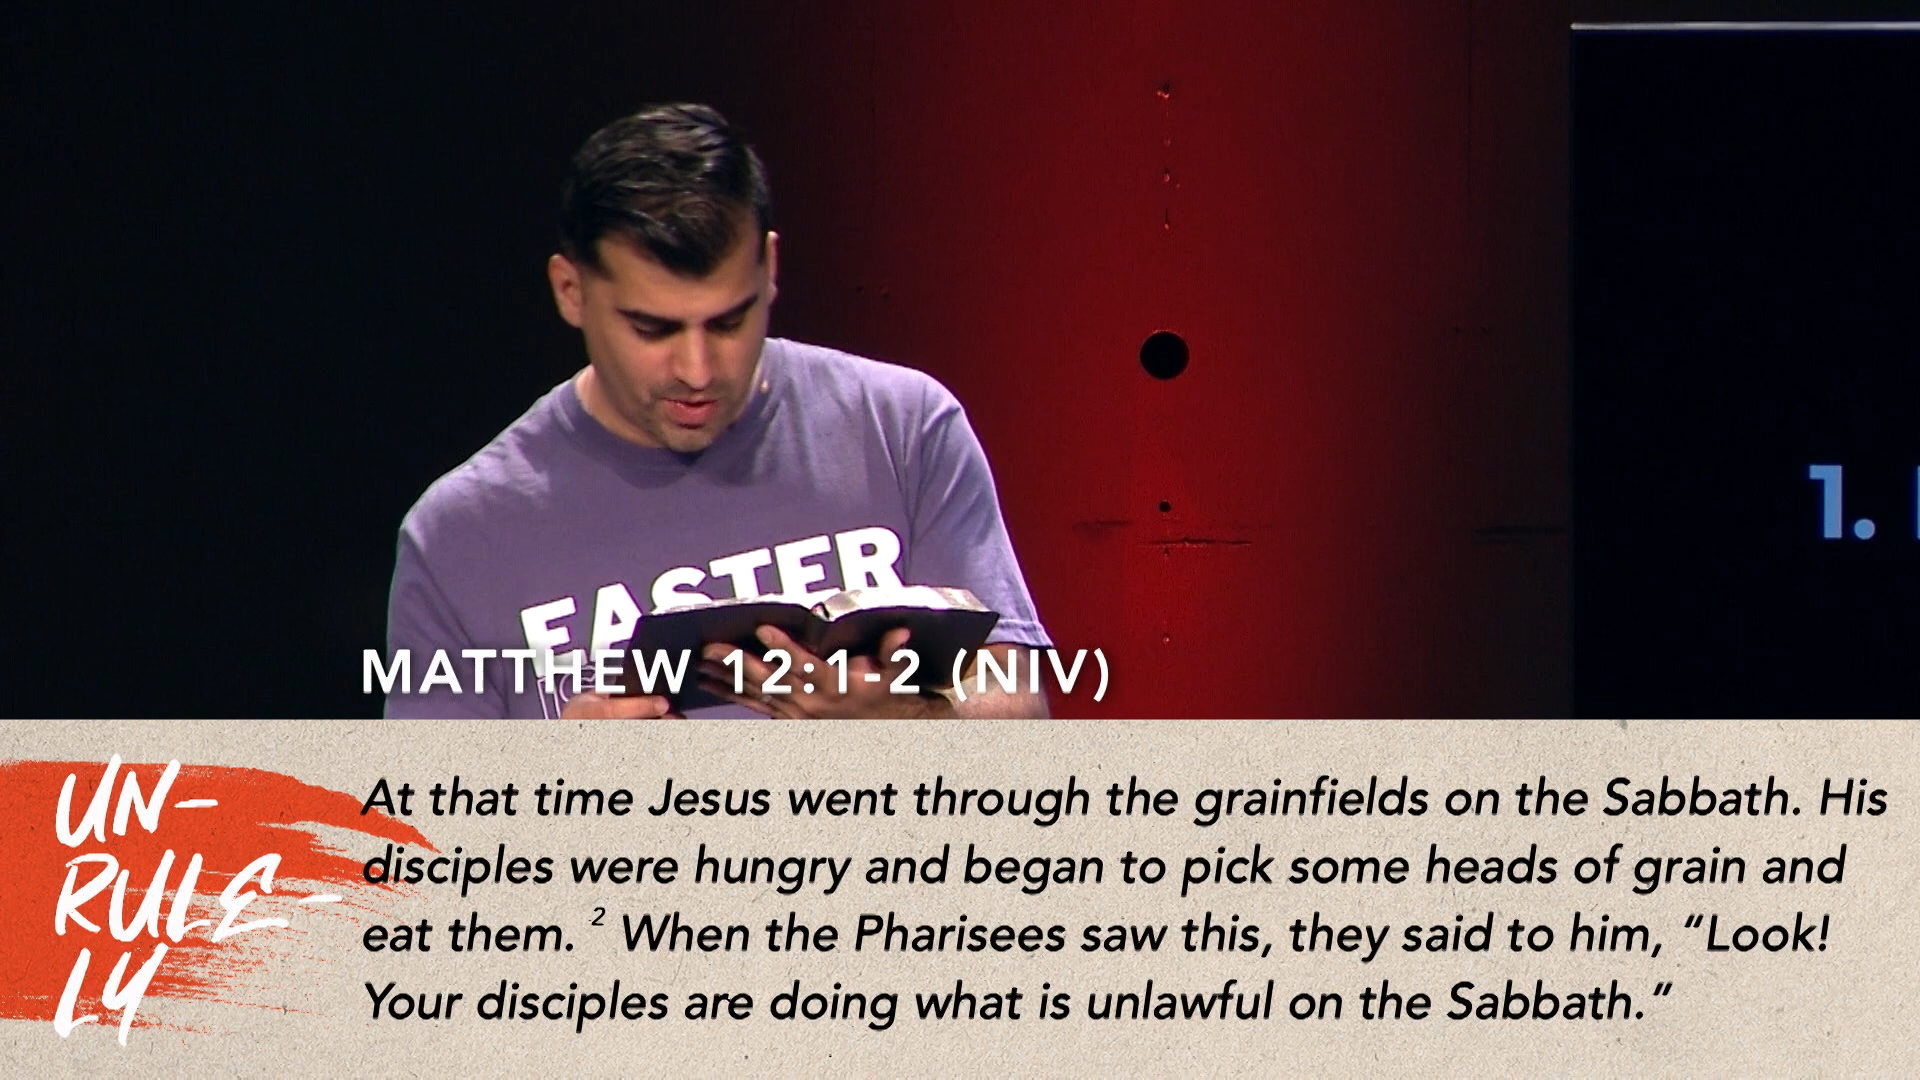 1.
EASTER
MATTHEW 12:1-2 (NIV)
UN-
RULE-
LY
At that time Jesus went through the grainfields on the Sabbath. His
disciples were hungry and began to pick some heads of grain and
eat them. 2 When the Pharisees saw this, they said to him, “Look!
Your disciples are doing what is unlawful on the Sabbath.”